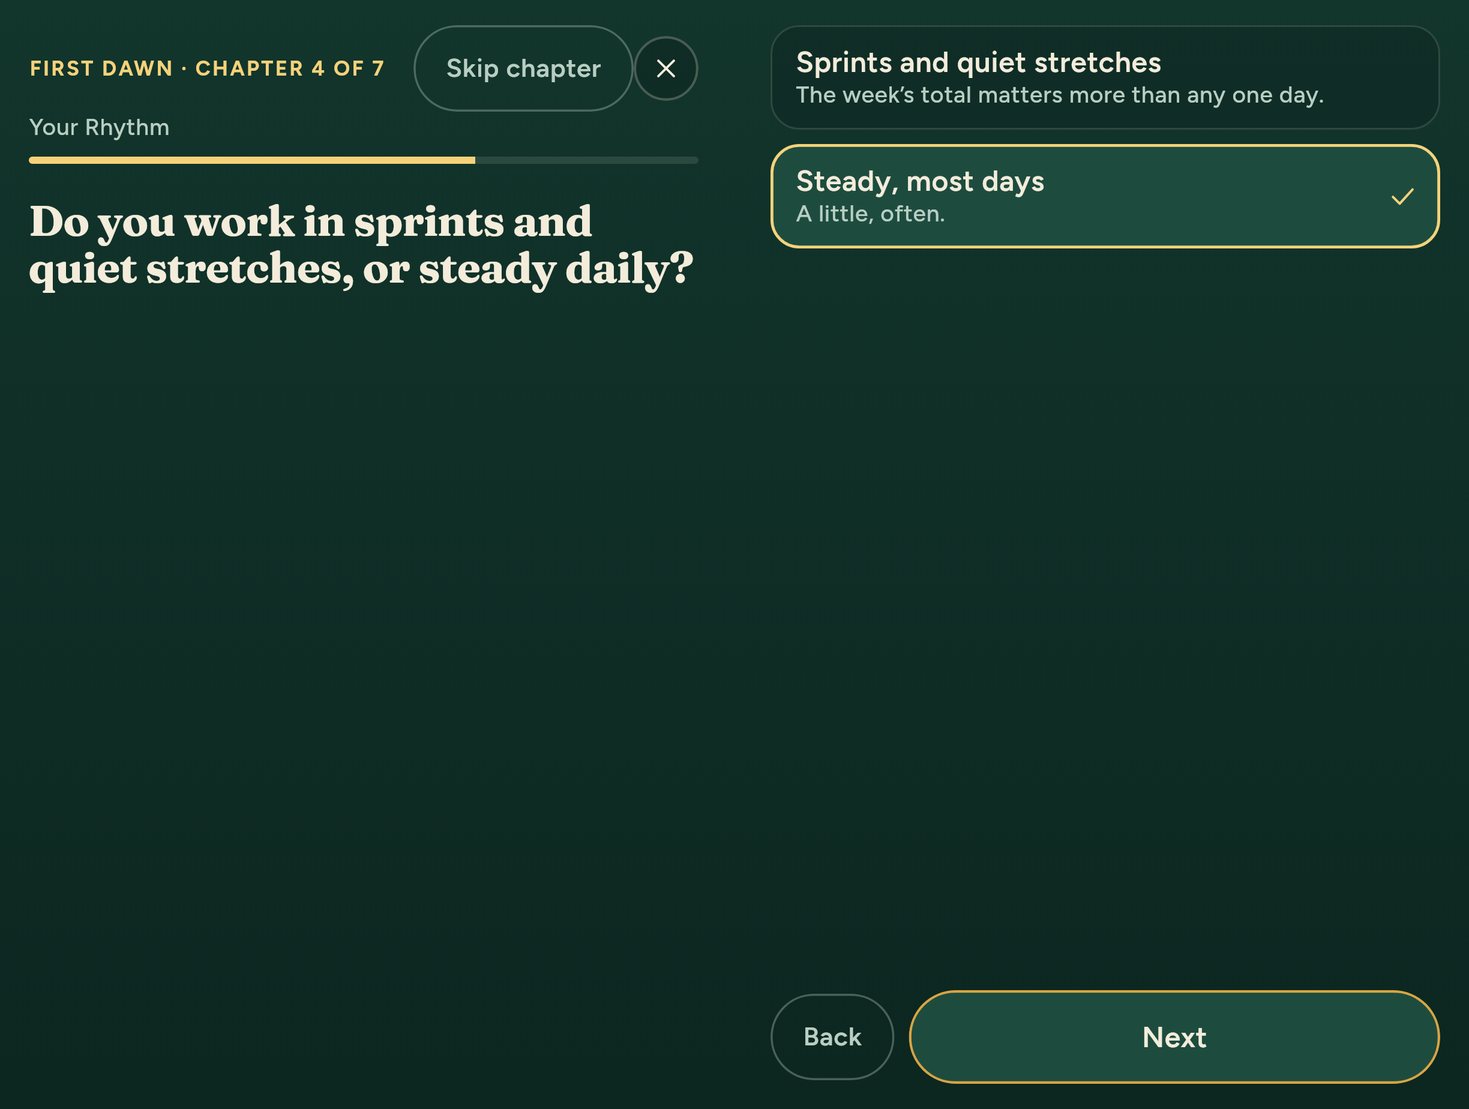 FIRST DAWN · CHAPTER 4 OF 7
Skip chapter
Your Rhythm
Do you work in sprints and
quiet stretches, or steady daily?
Sprints and quiet stretches
The week’s total matters more than any one day.
Steady, most days
A little, often.
Back
Next